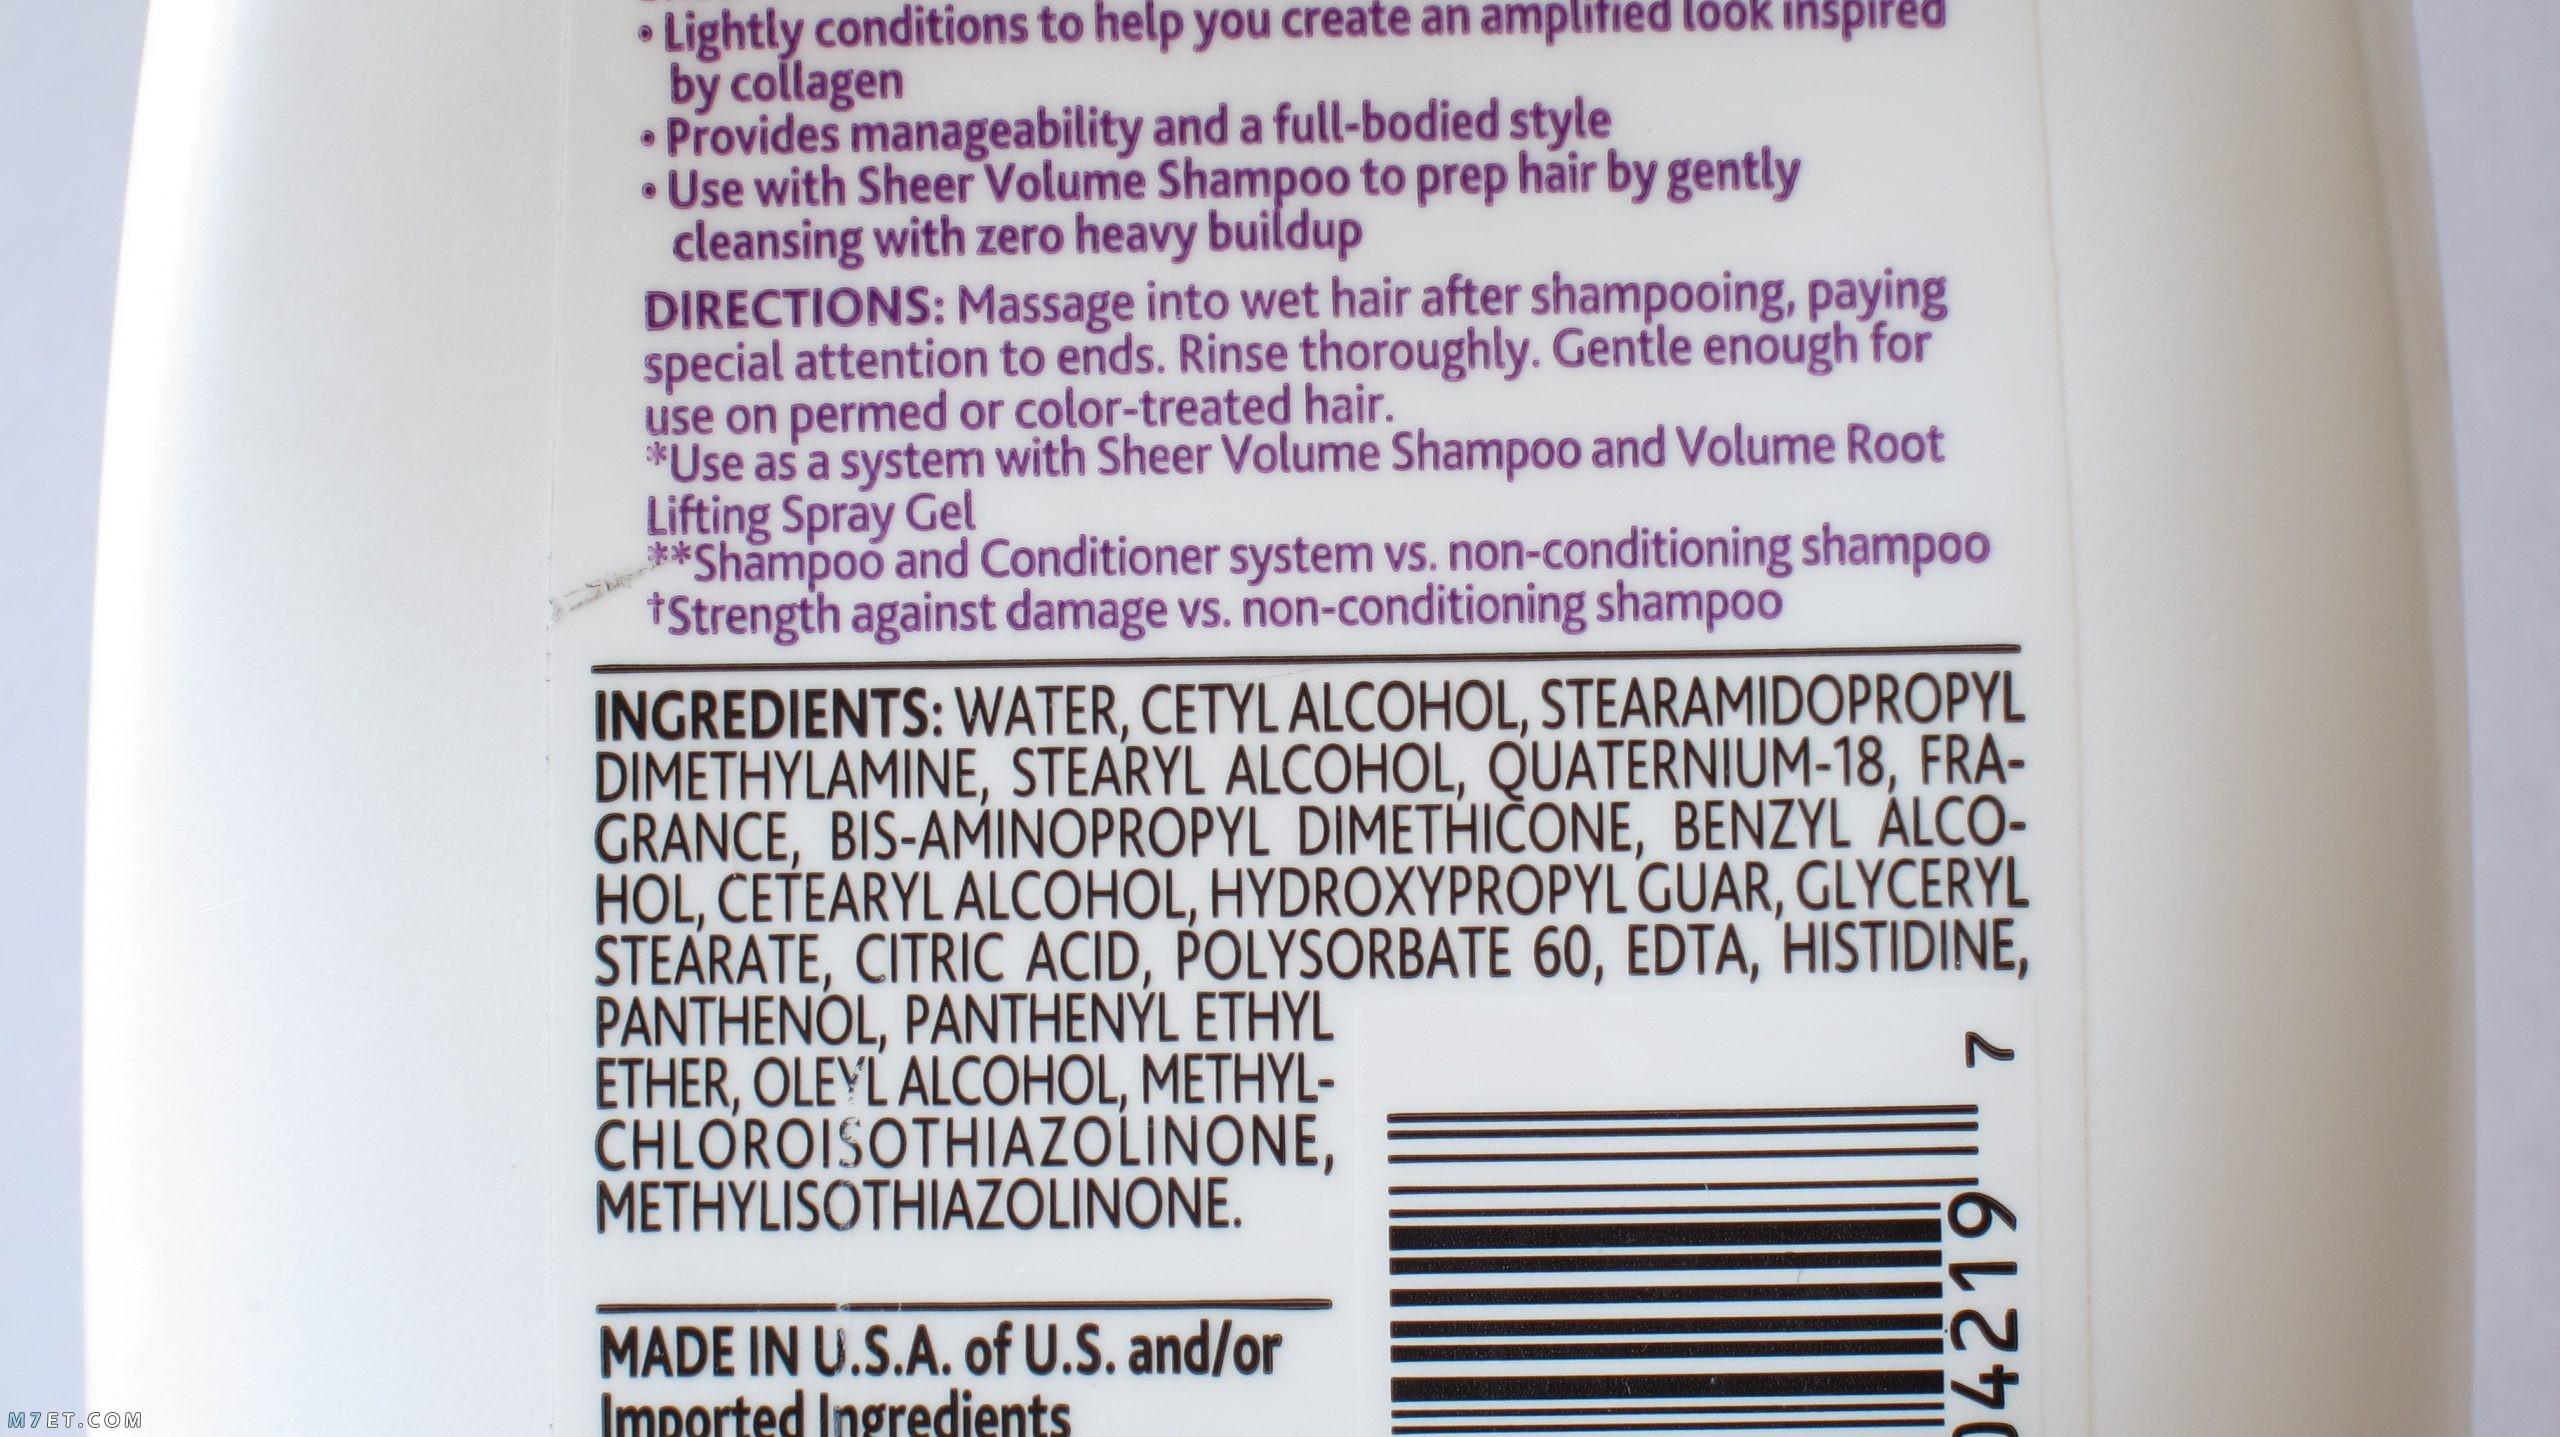 • Lightly conditions to help you create an amplified look inspired
by collagen
• Provides manageability and a full-bodied style
• Use with Sheer Volume Shampoo to prep hair by gently
cleansing with zero heavy buildup
DIRECTIONS: Massage into wet hair after shampooing, paying
special attention to ends. Rinse thoroughly. Gentle enough for
use on permed or color-treated hair.
*Use as a system with Sheer Volume Shampoo and Volume Root
Lifting Spray Gel
**Shampoo and Conditioner system vs. non-conditioning shampoo
†Strength against damage vs. non-conditioning shampoo
INGREDIENTS: WATER, CETYL ALCOHOL, STEARAMIDOPROPYL
DIMETHYLAMINE, STEARYL ALCOHOL, QUATERNIUM-18, FRA-
GRANCE, BIS-AMINOPROPYL DIMETHICONE, BENZYL ALCO-
HOL, CETEARYL ALCOHOL, HYDROXYPROPYL GUAR, GLYCERYL
STEARATE, CITRIC ACID, POLYSORBATE 60, EDTA, HISTIDINE,
PANTHENOL, PANTHENYL ETHYL
ETHER, OLEYL ALCOHOL, METHYL-
CHLOROISOTHIAZOLINONE,
METHYLISOTHIAZOLINONE.
MADE IN U.S.A. of U.S. and/or
Imported Ingredients
04219 7
M7ET.COM